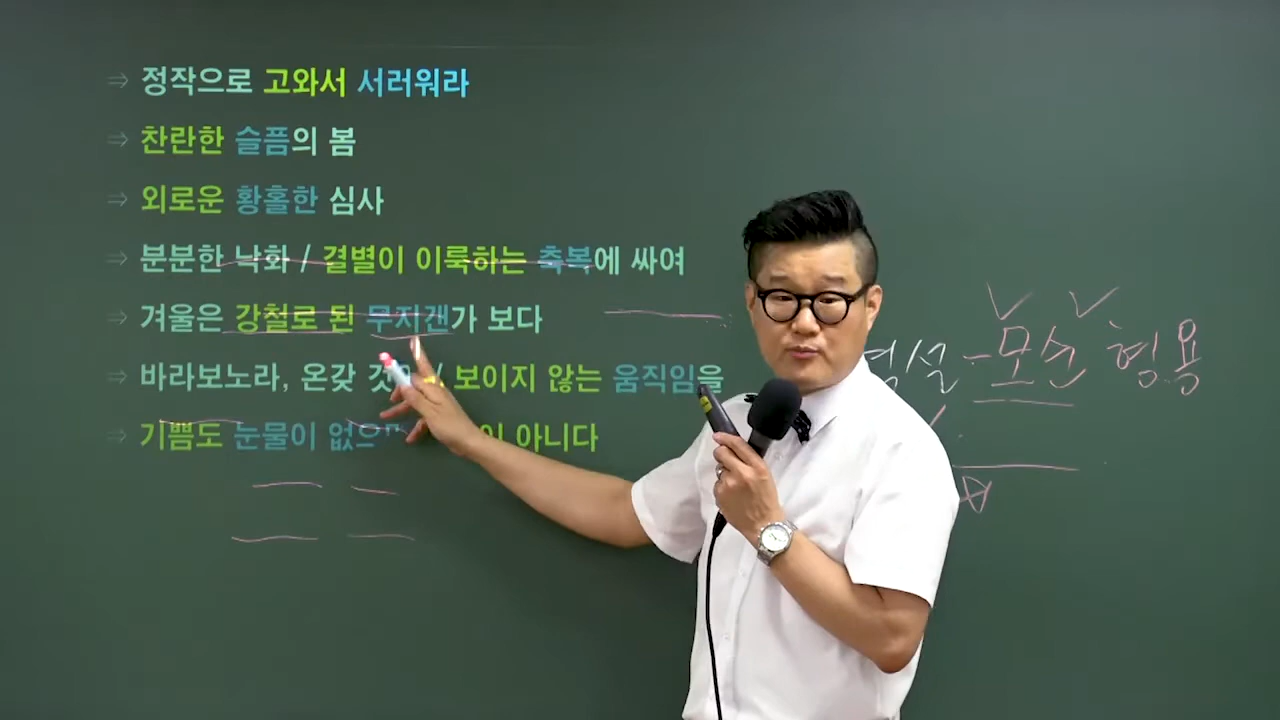 ⇒ 정작으로 고와서 서러워라
⇒ 찬란한 슬픔의 봄
⇒ 외로운 황홀한 심사
⇒ 분분한 낙화 / 결별이 이룩하는 축복에 싸여
⇒ 겨울은 강철로 된 무지갠가 보다
⇒ 바라보노라, 온갖 / 보이지 않는 움직임을
⇒ 기쁨도 눈물이 없으면 아니다
설 - 모순 형용